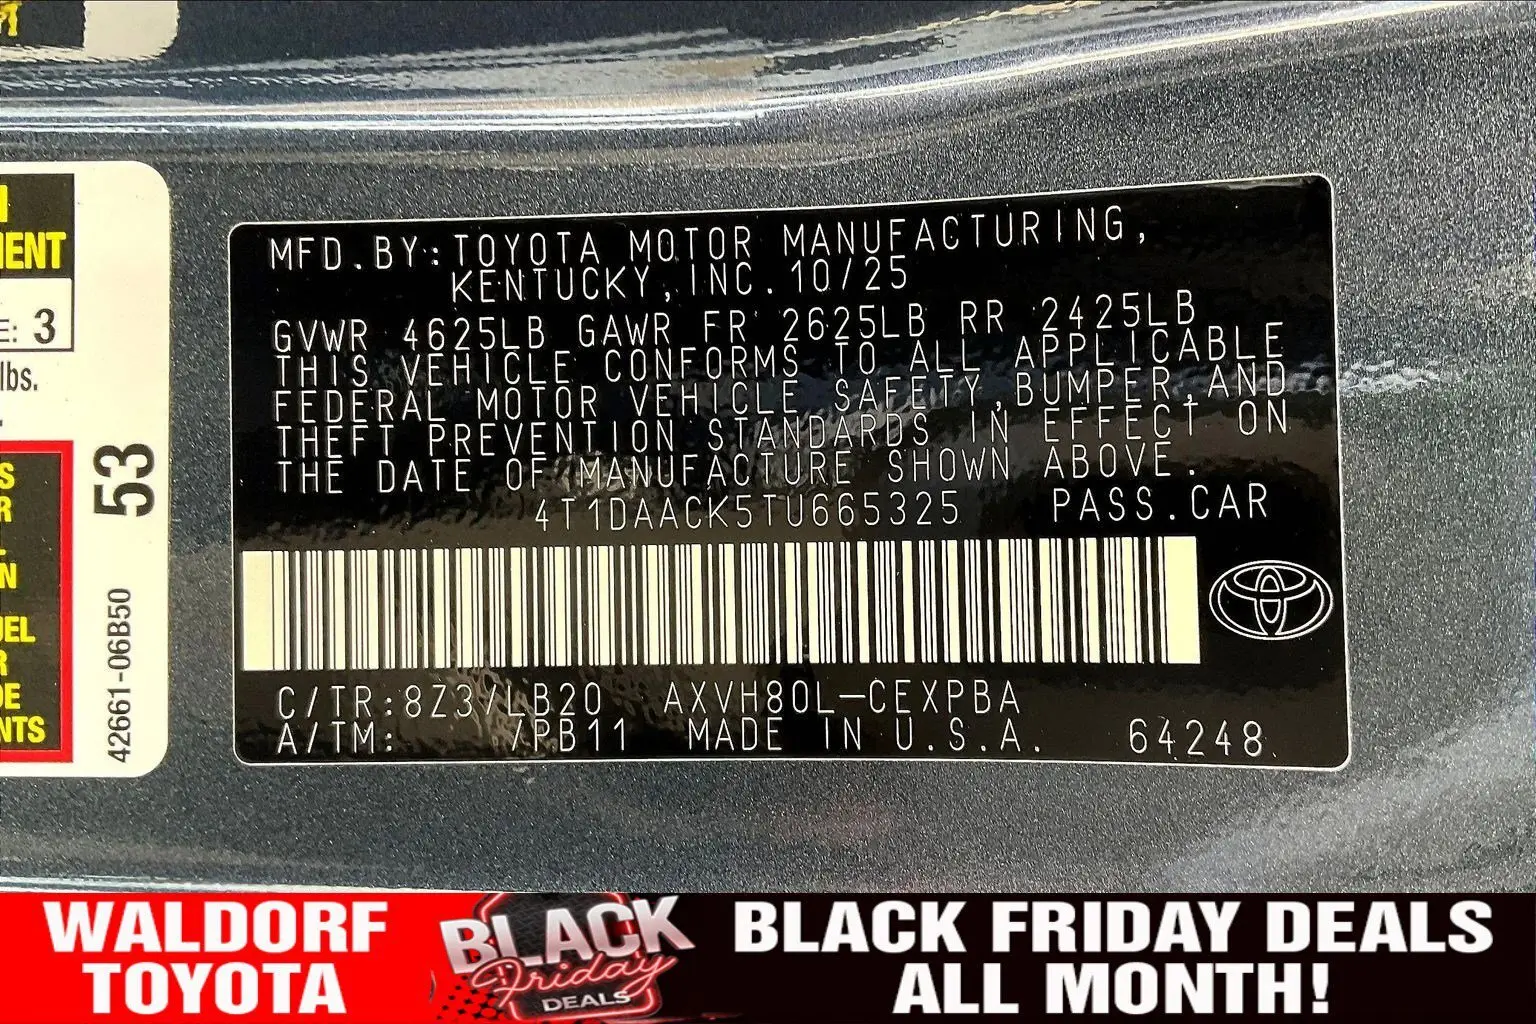 MENT
E: 3
lbs.
53
42661-06B50
MFD.BY:TOYOTA MOTOR MANUFACTURING,
KENTUCKY,INC.10/25
GVWR 4625LB GAWR FR 2625LB RR 2425LB
THIS VEHICLE CONFORMS TO ALL APPLICABLE
FEDERAL MOTOR VEHICLE SAFETY,BUMPER,AND
THEFT PREVENTION STANDARDS IN EFFECT ON
THE DATE OF MANUFACTURE SHOWN ABOVE.
4T1DAACK5TU665325 PASS.CAR
C/TR:8Z3/LB20 AXVH80L-CEXPBA
A/TM: /PB11 MADE IN U.S.A. 64248
WALDORF
TOYOTA
BLACK
Friday
DEALS
BLACK FRIDAY DEALS
ALL MONTH!